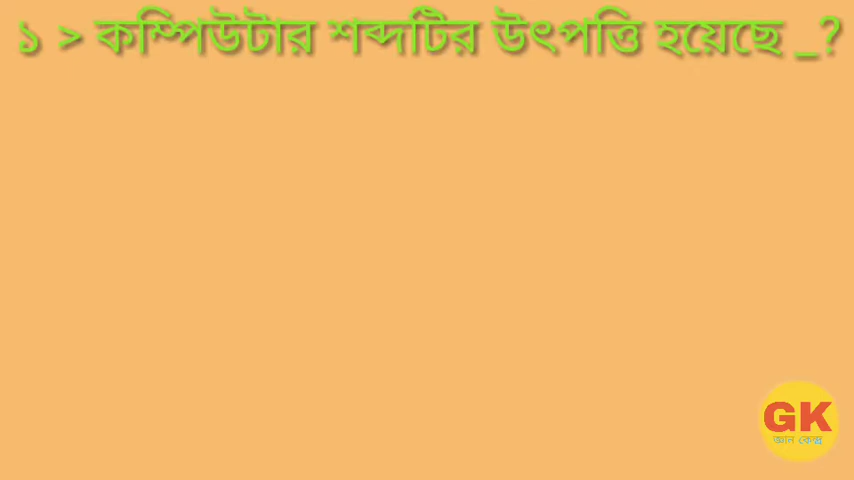 ১ > কম্পিউটার শব্দটির উৎপত্তি হয়েছে _?
GK
জ্ঞান কেন্দ্র